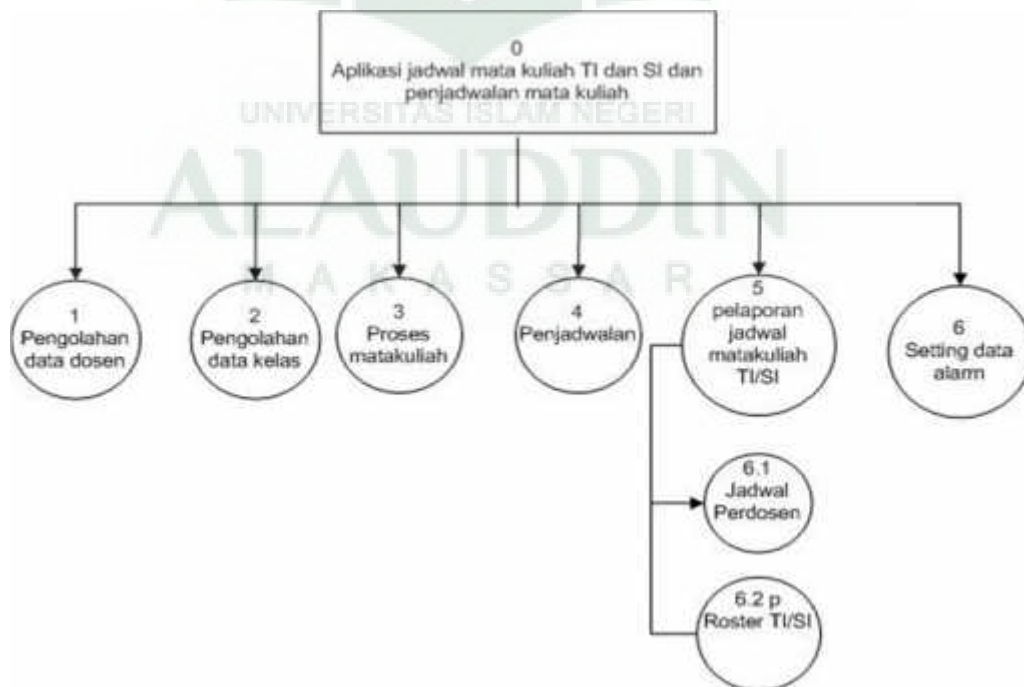 0
Aplikasi jadwal mata kuliah TI dan SI dan
penjadwalan mata kuliah
UNIVERSITAS ISLAM NEGERI
ALAUDDIN
MAKASSAR
1
Pengolahan
data dosen
2
Pengolahan
data kelas
3
Proses
matakuliah
4
Penjadwalan
5
pelaporan
jadwal
matakuliah
TI/SI
6
Setting data
alarm
6.1
Jadwal
Perdosen
6.2 p
Roster TI/SI